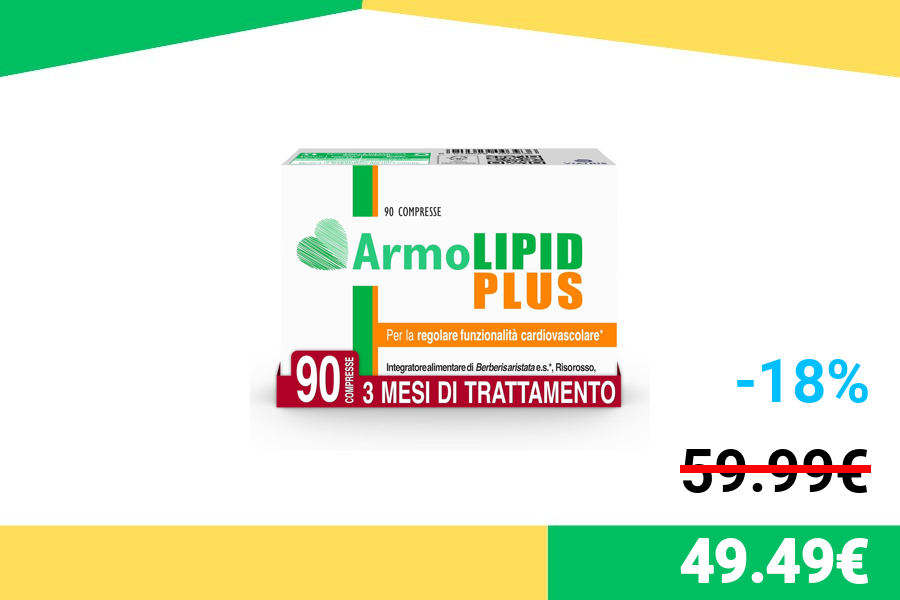 90 COMPRESSE
ArmoLIPID
PLUS
Per la regolare funzionalità cardiovascolare*
Integratore alimentare di Berberis aristata e.s.*, Risorosso,
90 COMPRESSE
3 MESI DI TRATTAMENTO
-18%
59.99€
49.49€